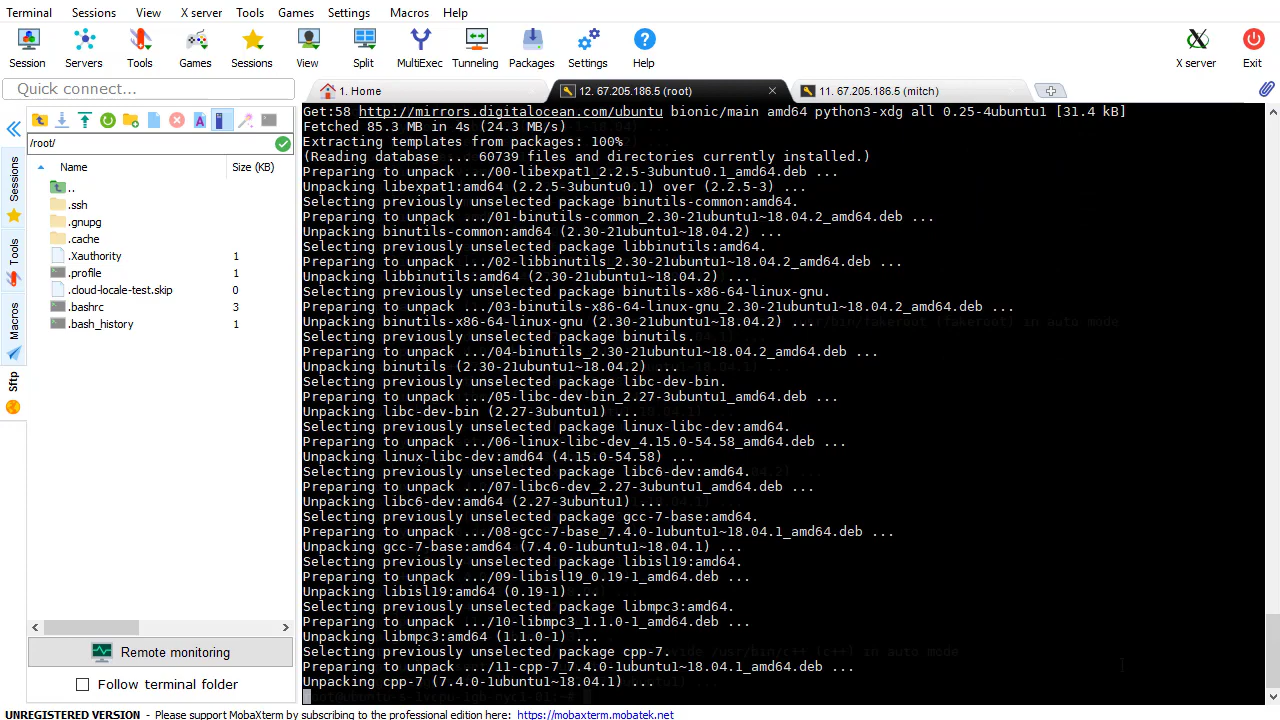 Terminal Sessions View X server Tools Games Settings Macros Help
Session Servers Tools Games Sessions View Split MultiExec Tunneling Packages Settings Help X server Exit
Quick connect...
1. Home
12. 67.205.186.5 (root)
11. 67.205.186.5 (mitch)
/root/
Name Size (KB)
..
.ssh
.gnupg
.cache
.Xauthority 1
.profile 1
.cloud-locale-test.skip 0
.bashrc 3
.bash_history 1
Sessions
Tools
Macros
Sftp
Remote monitoring
Follow terminal folder
Get:58 http://mirrors.digitalocean.com/ubuntu bionic/main amd64 python3-xdg all 0.25-4ubuntu1 [31.4 kB]
Fetched 85.3 MB in 4s (24.3 MB/s)
Extracting templates from packages: 100%
(Reading database ... 60739 files and directories currently installed.)
Preparing to unpack .../00-libexpat1_2.2.5-3ubuntu0.1_amd64.deb ...
Unpacking libexpat1:amd64 (2.2.5-3ubuntu0.1) over (2.2.5-3) ...
Selecting previously unselected package binutils-common:amd64.
Preparing to unpack .../01-binutils-common_2.30-21ubuntu1~18.04.2_amd64.deb ...
Unpacking binutils-common:amd64 (2.30-21ubuntu1~18.04.2) ...
Selecting previously unselected package libbinutils:amd64.
Preparing to unpack .../02-libbinutils_2.30-21ubuntu1~18.04.2_amd64.deb ...
Unpacking libbinutils:amd64 (2.30-21ubuntu1~18.04.2) ...
Selecting previously unselected package binutils-x86-64-linux-gnu.
Preparing to unpack .../03-binutils-x86-64-linux-gnu_2.30-21ubuntu1~18.04.2_amd64.deb ...
Unpacking binutils-x86-64-linux-gnu (2.30-21ubuntu1~18.04.2) ...
Selecting previously unselected package binutils.
Preparing to unpack .../04-binutils_2.30-21ubuntu1~18.04.2_amd64.deb ...
Unpacking binutils (2.30-21ubuntu1~18.04.2) ...
Selecting previously unselected package libc-dev-bin.
Preparing to unpack .../05-libc-dev-bin_2.27-3ubuntu1_amd64.deb ...
Unpacking libc-dev-bin (2.27-3ubuntu1) ...
Selecting previously unselected package linux-libc-dev:amd64.
Preparing to unpack .../06-linux-libc-dev_4.15.0-54.58_amd64.deb ...
Unpacking linux-libc-dev:amd64 (4.15.0-54.58) ...
Selecting previously unselected package libc6-dev:amd64.
Preparing to unpack .../07-libc6-dev_2.27-3ubuntu1_amd64.deb ...
Unpacking libc6-dev:amd64 (2.27-3ubuntu1) ...
Selecting previously unselected package gcc-7-base:amd64.
Preparing to unpack .../08-gcc-7-base_7.4.0-1ubuntu1~18.04.1_amd64.deb ...
Unpacking gcc-7-base:amd64 (7.4.0-1ubuntu1~18.04.1) ...
Selecting previously unselected package libisl19:amd64.
Preparing to unpack .../09-libisl19_0.19-1_amd64.deb ...
Unpacking libisl19:amd64 (0.19-1) ...
Selecting previously unselected package libmpc3:amd64.
Preparing to unpack .../10-libmpc3_1.1.0-1_amd64.deb ...
Unpacking libmpc3:amd64 (1.1.0-1) ...
Selecting previously unselected package cpp-7.
Preparing to unpack .../11-cpp-7_7.4.0-1ubuntu1~18.04.1_amd64.deb ...
Unpacking cpp-7 (7.4.0-1ubuntu1~18.04.1) ...
UNREGISTERED VERSION - Please support MobaXterm by subscribing to the professional edition here: https://mobaxterm.mobatek.net